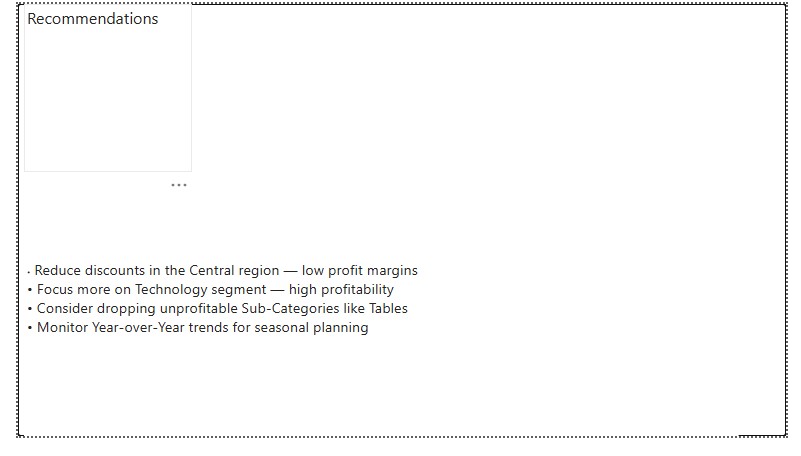 Recommendations
· Reduce discounts in the Central region — low profit margins
• Focus more on Technology segment — high profitability
• Consider dropping unprofitable Sub-Categories like Tables
• Monitor Year-over-Year trends for seasonal planning